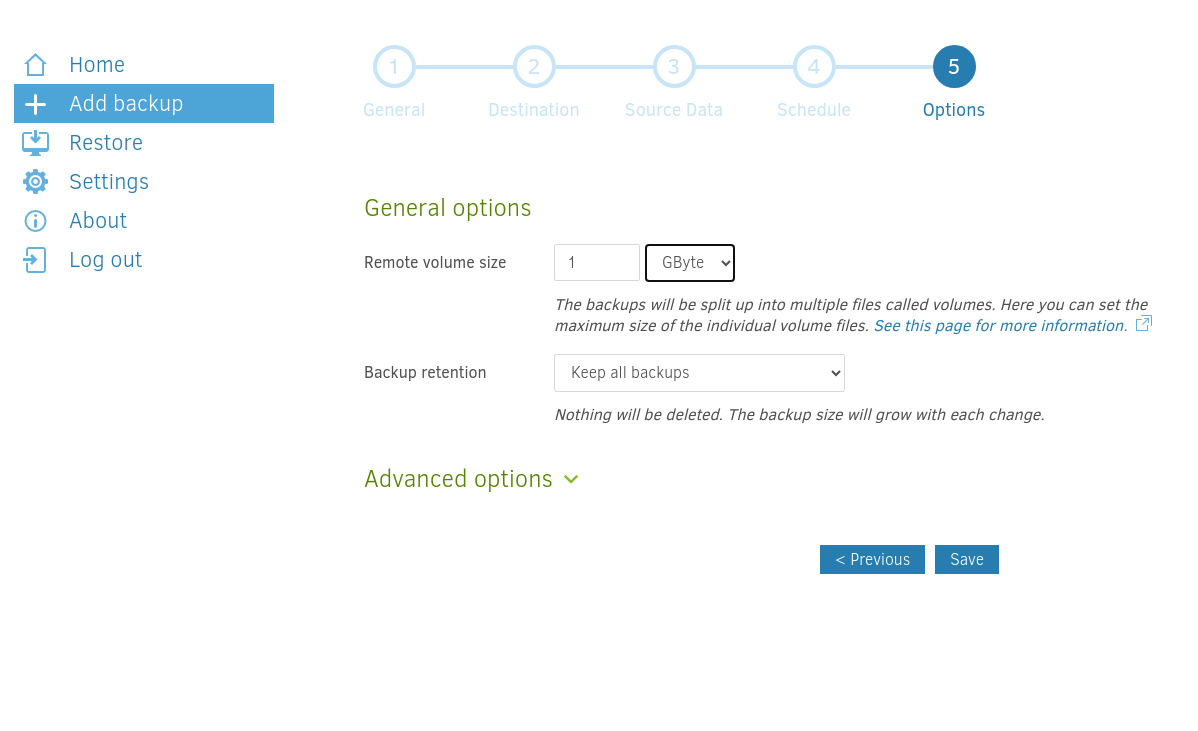 Home
Add backup
Restore
Settings
About
Log out
1
2
3
4
5
General
Destination
Source Data
Schedule
Options
General options
Remote volume size
1
GByte
The backups will be split up into multiple files called volumes. Here you can set the
maximum size of the individual volume files. See this page for more information.
Backup retention
Keep all backups
Nothing will be deleted. The backup size will grow with each change.
Advanced options
< Previous
Save